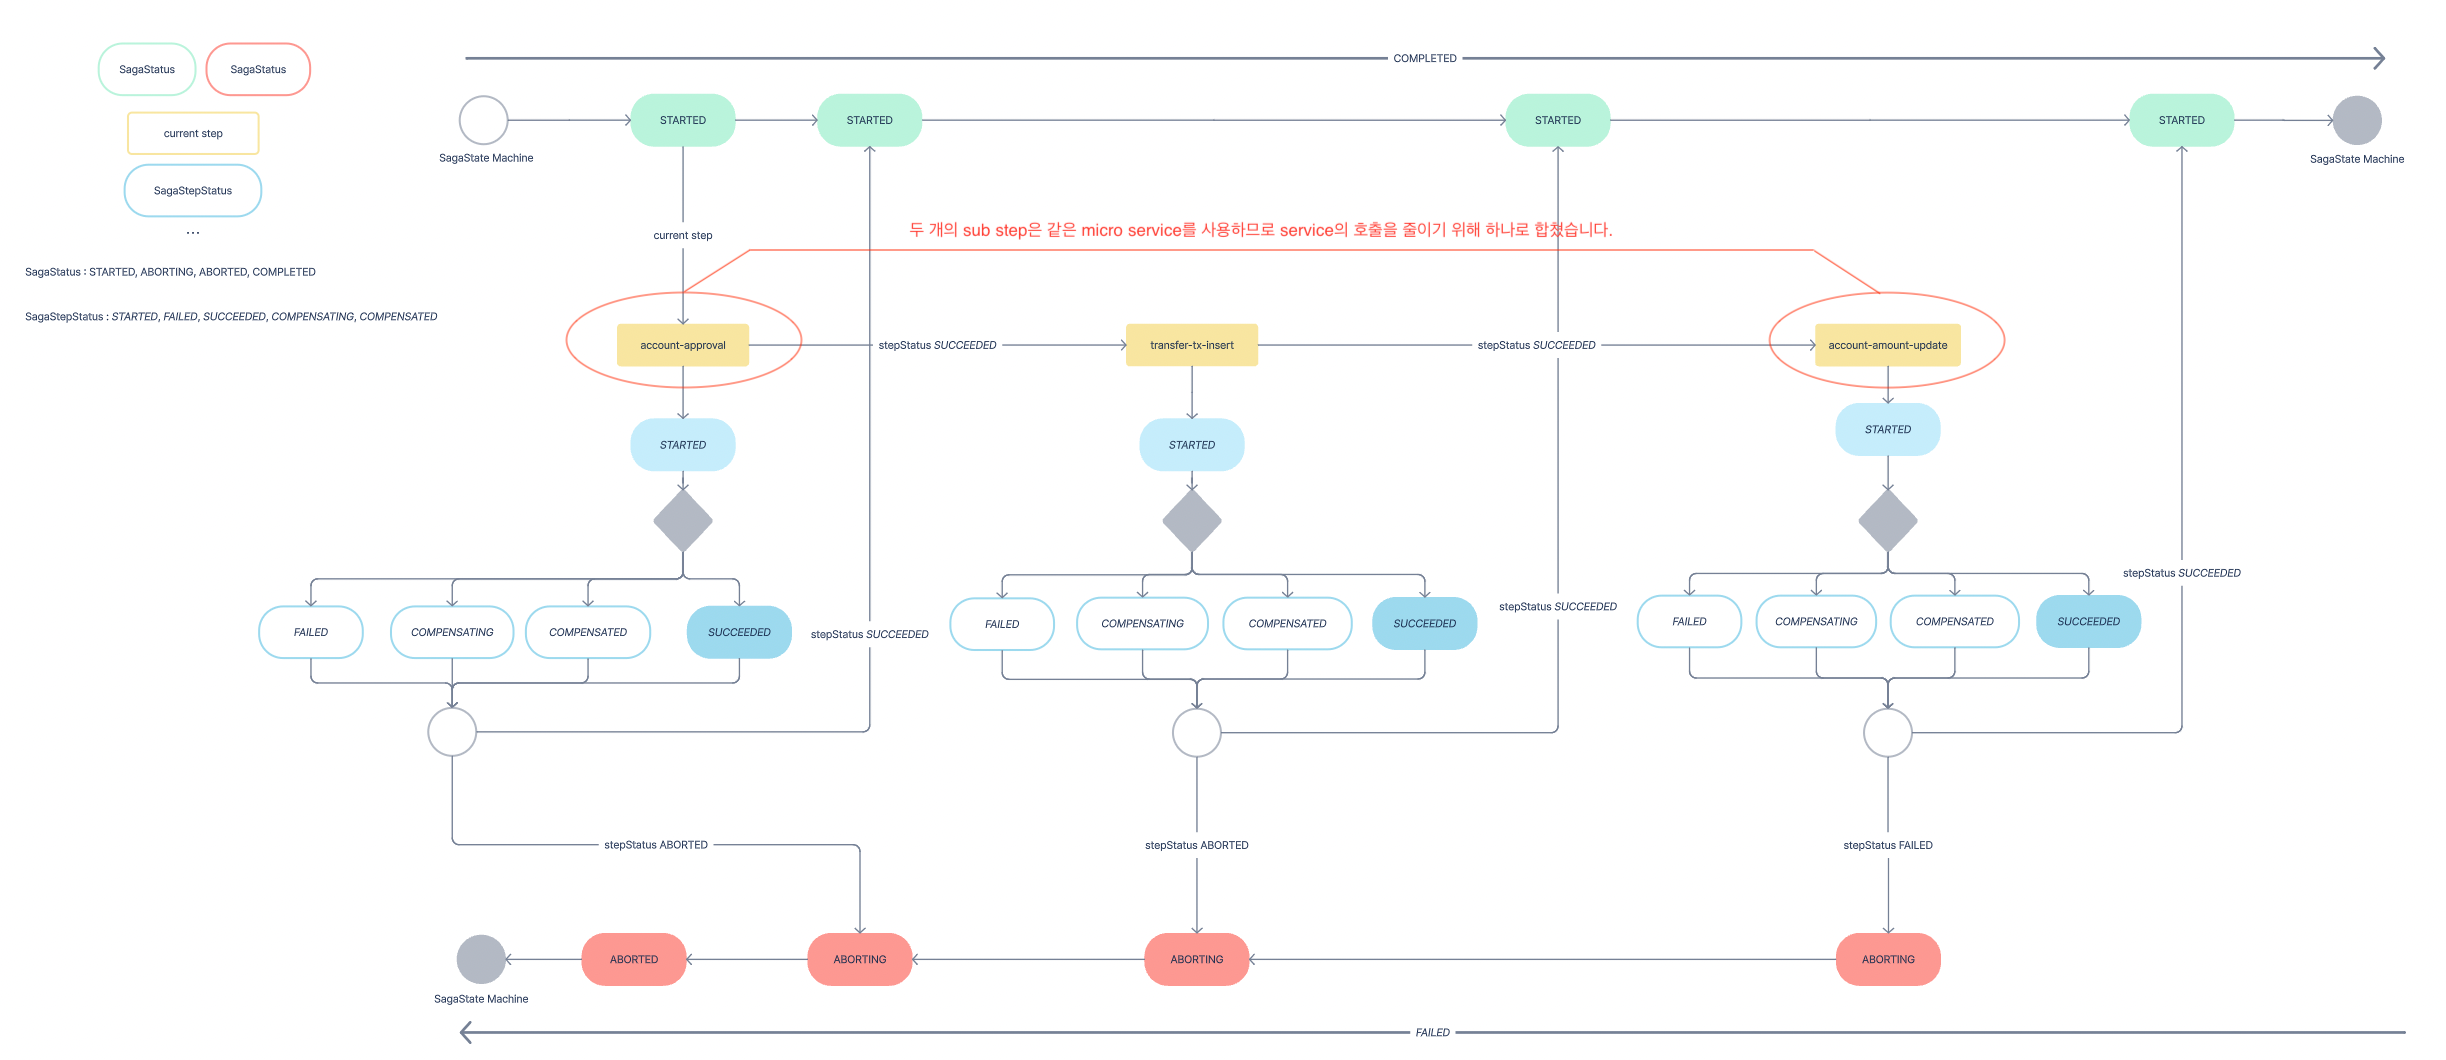 COMPLETED
SagaStatus
SagaStatus
STARTED
STARTED
STARTED
STARTED
current step
SagaState Machine
SagaState Machine
SagaStepStatus
...
두 개의 sub step은 같은 micro service를 사용하므로 service의 호출을 줄이기 위해 하나로 합쳤습니다.
current step
SagaStatus : STARTED, ABORTING, ABORTED, COMPLETED
SagaStepStatus : STARTED, FAILED, SUCCEEDED, COMPENSATING, COMPENSATED
account-approval
stepStatus SUCCEEDED
transfer-tx-insert
stepStatus SUCCEEDED
account-amount-update
STARTED
STARTED
STARTED
stepStatus SUCCEEDED
FAILED
COMPENSATING
COMPENSATED
SUCCEEDED
stepStatus SUCCEEDED
FAILED
COMPENSATING
COMPENSATED
SUCCEEDED
stepStatus SUCCEEDED
FAILED
COMPENSATING
COMPENSATED
SUCCEEDED
stepStatus ABORTED
stepStatus ABORTED
stepStatus FAILED
ABORTED
ABORTING
ABORTING
ABORTING
SagaState Machine
FAILED